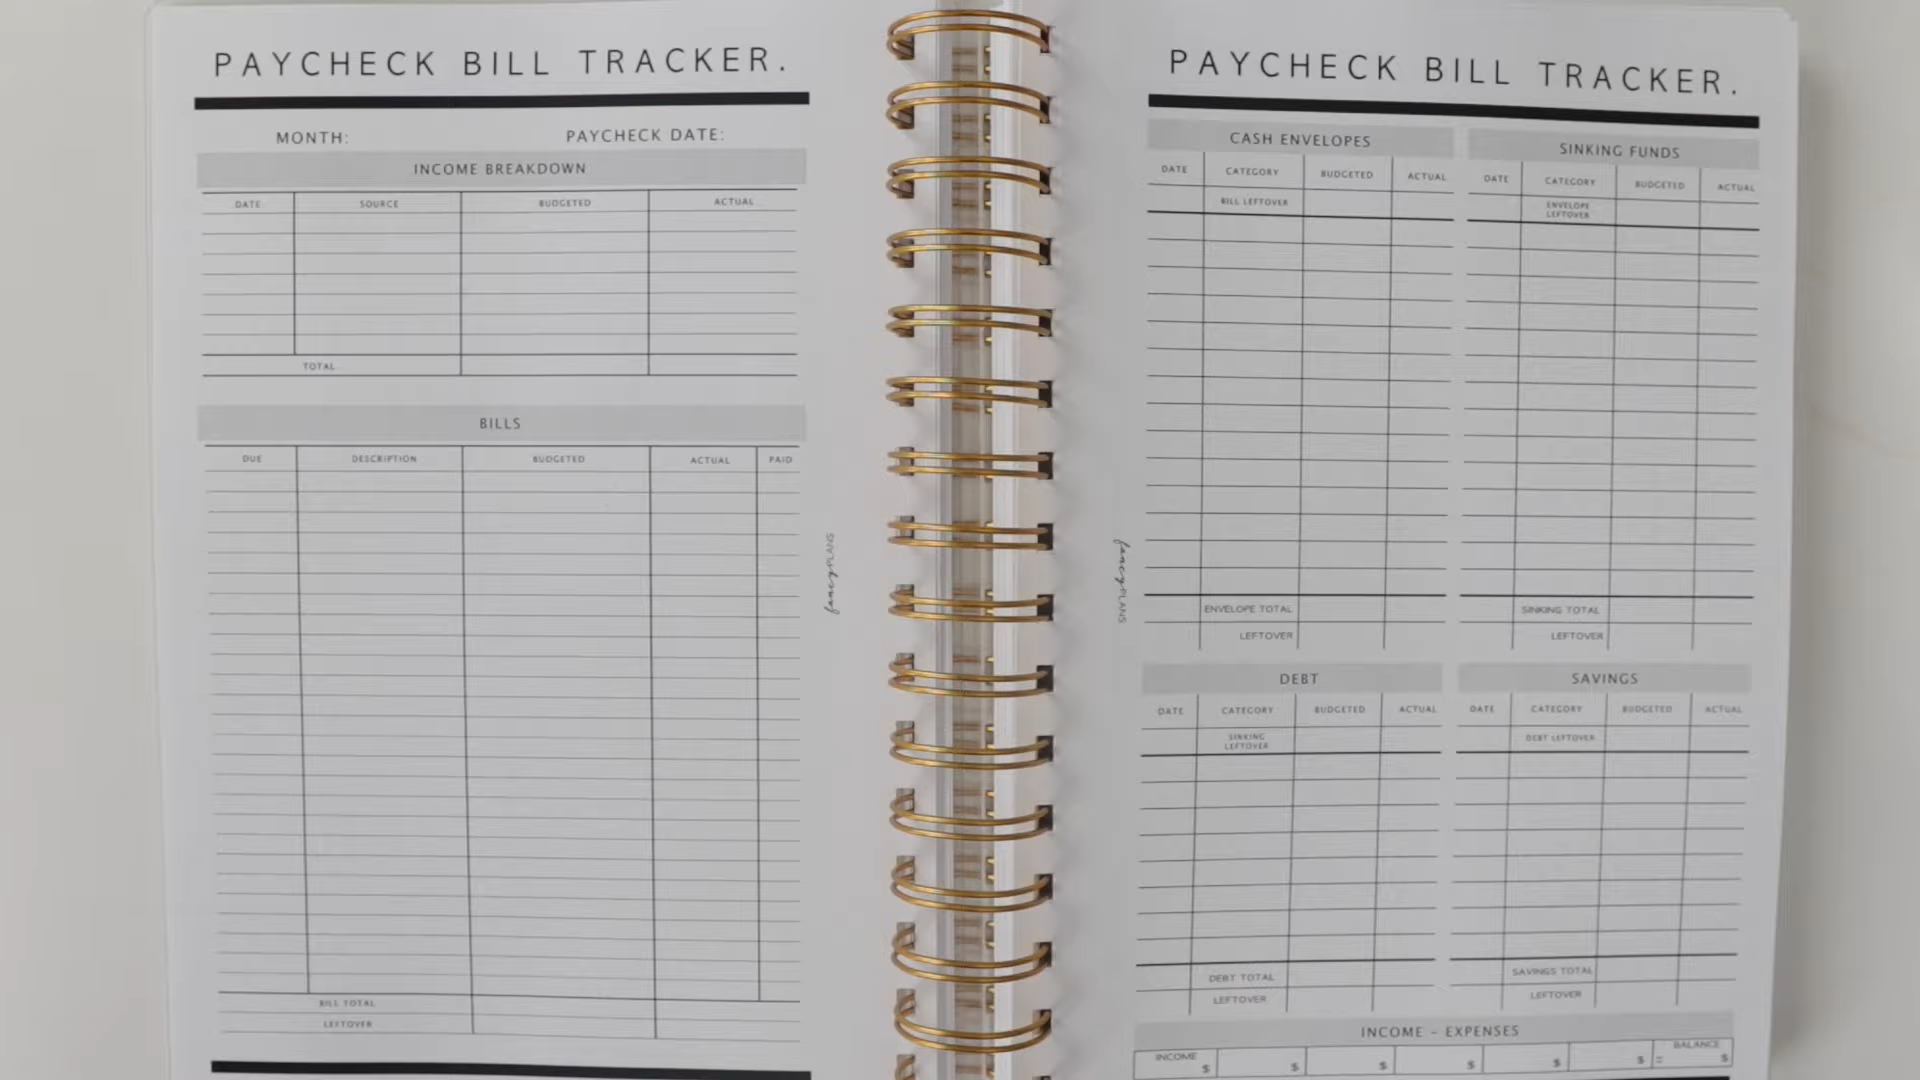 PAYCHECK BILL TRACKER.
MONTH: PAYCHECK DATE:
INCOME BREAKDOWN
DATE SOURCE BUDGETED ACTUAL
TOTAL
BILLS
DUE DESCRIPTION BUDGETED ACTUAL PAID
BILL TOTAL
LEFTOVER
fancyPLANS
PAYCHECK BILL TRACKER.
CASH ENVELOPES
DATE CATEGORY BUDGETED ACTUAL
BILL LEFTOVER
ENVELOPE TOTAL
LEFTOVER
SINKING FUNDS
DATE CATEGORY BUDGETED ACTUAL
ENVELOPE
LEFTOVER
SINKING TOTAL
LEFTOVER
fancyPLANS
DEBT
DATE CATEGORY BUDGETED ACTUAL
SINKING
LEFTOVER
DEBT TOTAL
LEFTOVER
SAVINGS
DATE CATEGORY BUDGETED ACTUAL
DEBT LEFTOVER
SAVINGS TOTAL
LEFTOVER
INCOME – EXPENSES
INCOME BALANCE
$ $ $ $ $ $ = $